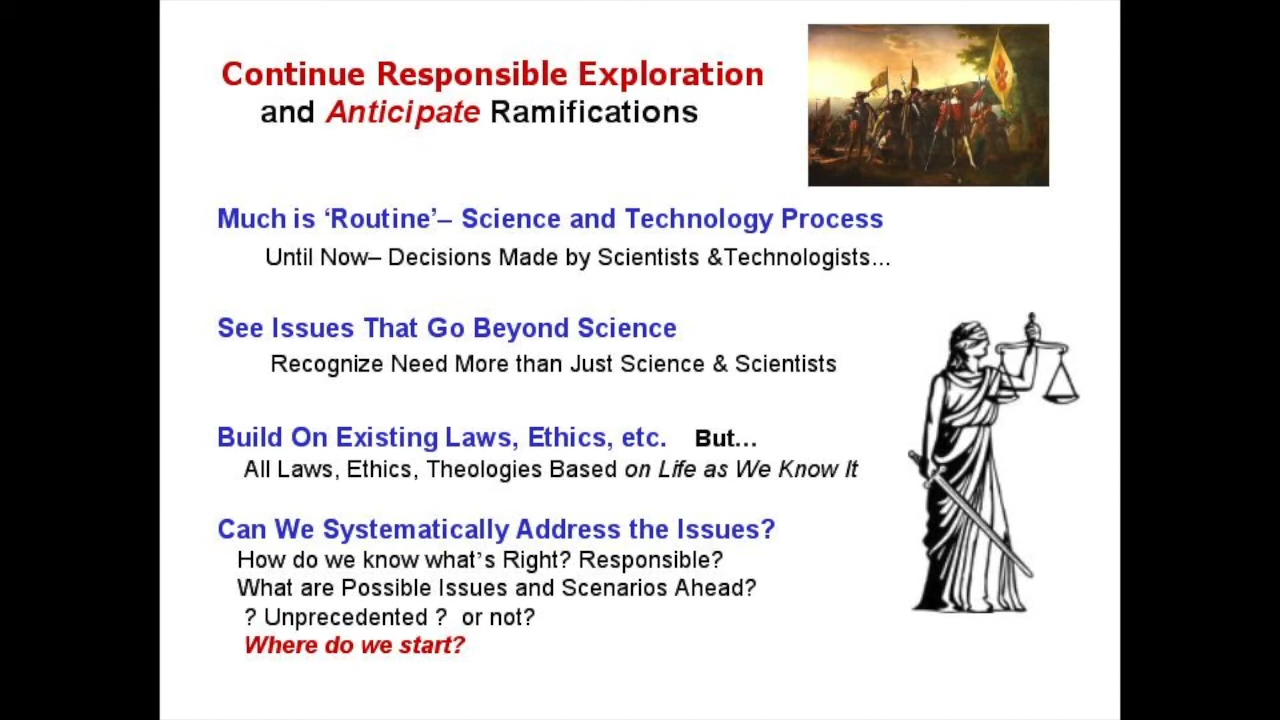 Continue Responsible Exploration
and Anticipate Ramifications
Much is ‘Routine’– Science and Technology Process
Until Now– Decisions Made by Scientists &Technologists...
See Issues That Go Beyond Science
Recognize Need More than Just Science & Scientists
Build On Existing Laws, Ethics, etc. But...
All Laws, Ethics, Theologies Based on Life as We Know It
Can We Systematically Address the Issues?
How do we know what’s Right? Responsible?
What are Possible Issues and Scenarios Ahead?
? Unprecedented ? or not?
Where do we start?